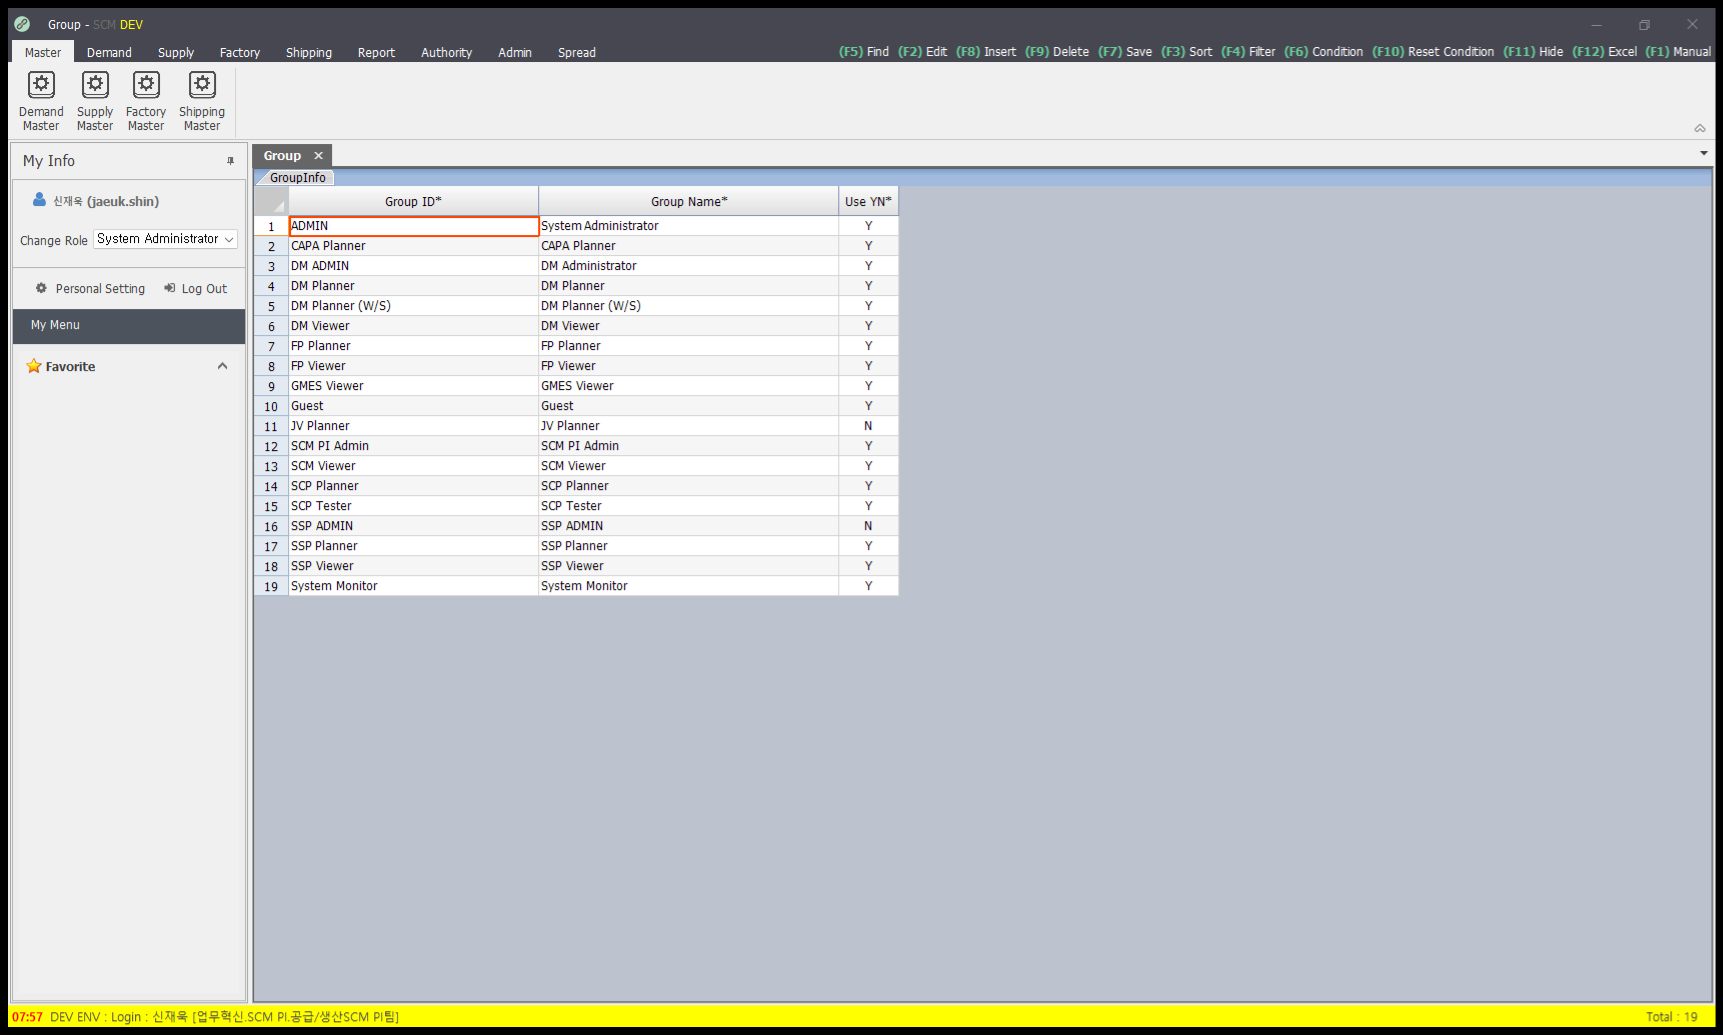 Group - SCM DEV
Master Demand Supply Factory Shipping Report Authority Admin Spread (F5) Find (F2) Edit (F8) Insert (F9) Delete (F7) Save (F3) Sort (F4) Filter (F6) Condition (F10) Reset Condition (F11) Hide (F12) Excel (F1) Manual
Demand Master
Supply Master
Factory Master
Shipping Master
My Info
신재욱 (jaeuk.shin)
Change Role System Administrator
Personal Setting Log Out
My Menu
Favorite
Group
GroupInfo
Group ID* Group Name* Use YN*
1 ADMIN System Administrator Y
2 CAPA Planner CAPA Planner Y
3 DM ADMIN DM Administrator Y
4 DM Planner DM Planner Y
5 DM Planner (W/S) DM Planner (W/S) Y
6 DM Viewer DM Viewer Y
7 FP Planner FP Planner Y
8 FP Viewer FP Viewer Y
9 GMES Viewer GMES Viewer Y
10 Guest Guest Y
11 JV Planner JV Planner N
12 SCM PI Admin SCM PI Admin Y
13 SCM Viewer SCM Viewer Y
14 SCP Planner SCP Planner Y
15 SCP Tester SCP Tester Y
16 SSP ADMIN SSP ADMIN N
17 SSP Planner SSP Planner Y
18 SSP Viewer SSP Viewer Y
19 System Monitor System Monitor Y
07:57 DEV ENV : Login : 신재욱 [업무혁신.SCM PI.공급/생산SCM PI팀] Total : 19